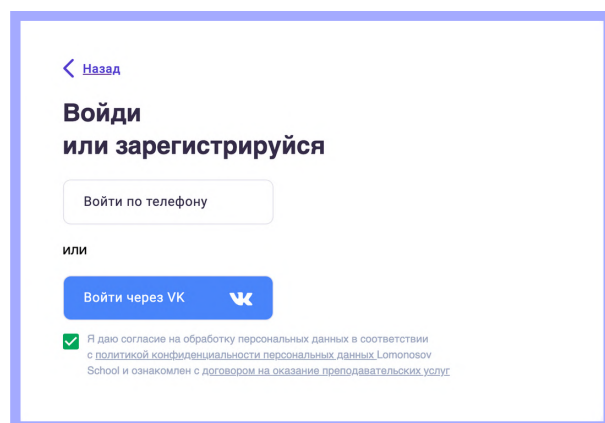 Назад
Войди
или зарегистрируйся
Войти по телефону
или
Войти через VK
Я даю согласие на обработку персональных данных в соответствии
с политикой конфиденциальности персональных данных Lomonosov
School и ознакомлен с договором на оказание преподавательских услуг